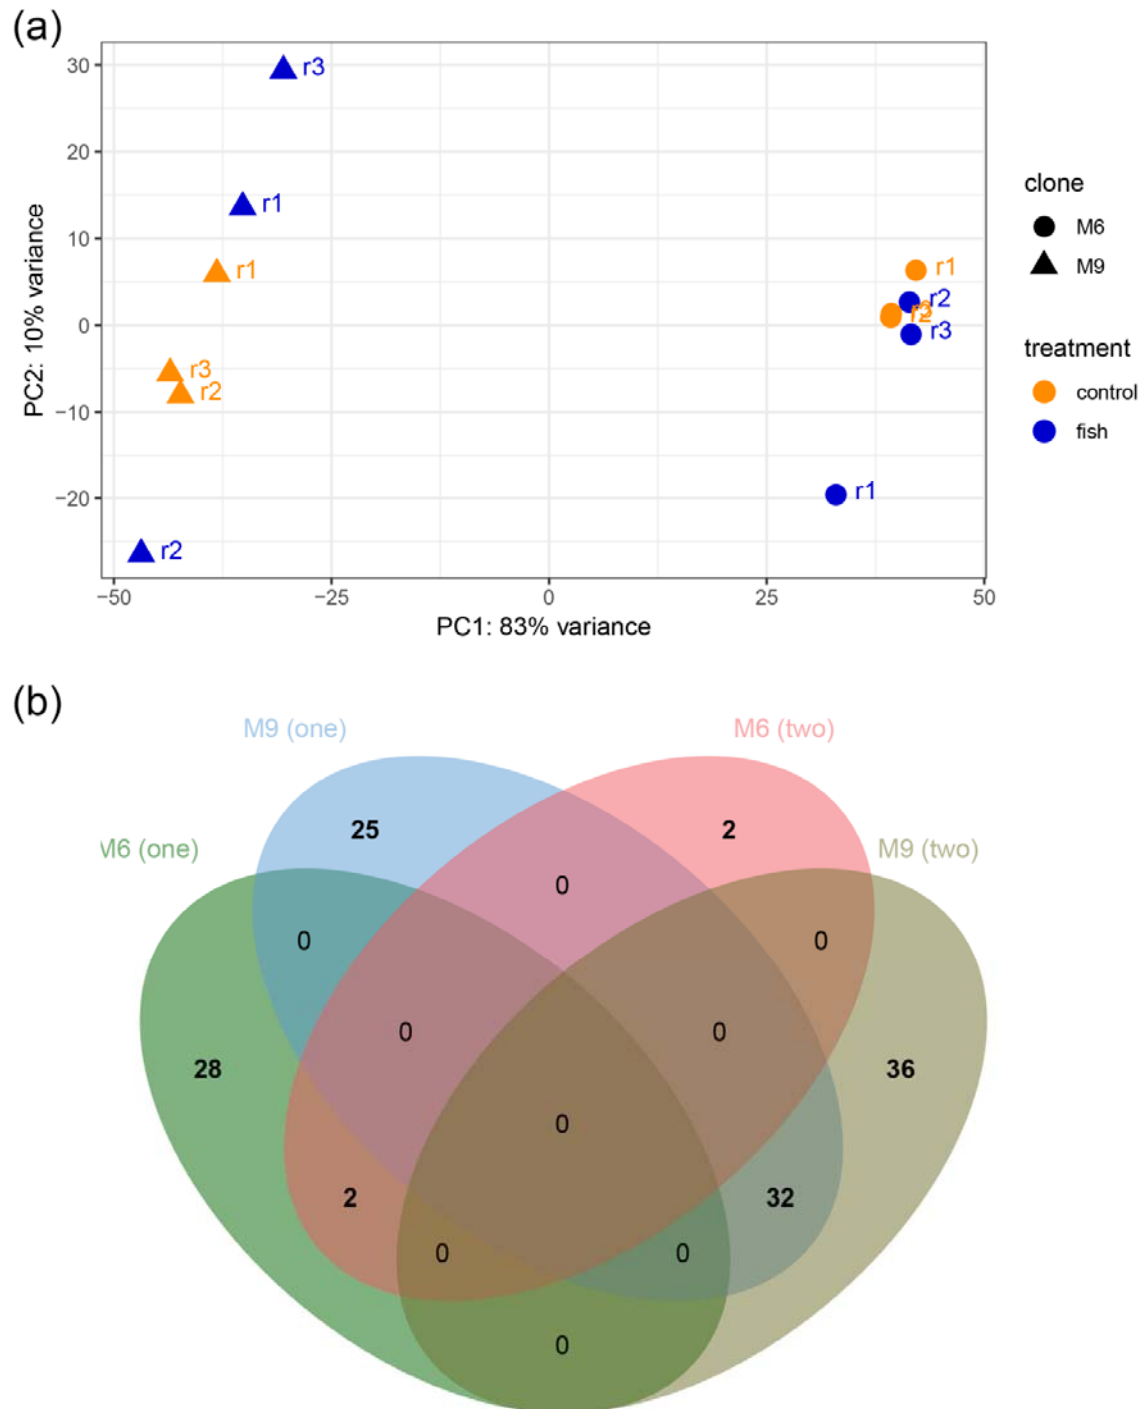 (a)
30
20
10
0
−10
−20
−50
−25
0
25
50
PC2: 10% variance
PC1: 83% variance
r3
r1
r1
r3
r2
r2
r1
r2
r3
r2
r3
r1
clone
M6
M9
treatment
control
fish
(b)
M9 (one)
M6 (two)
M6 (one)
M9 (two)
25
2
0
0
0
0
0
28
36
0
2
32
0
0
0